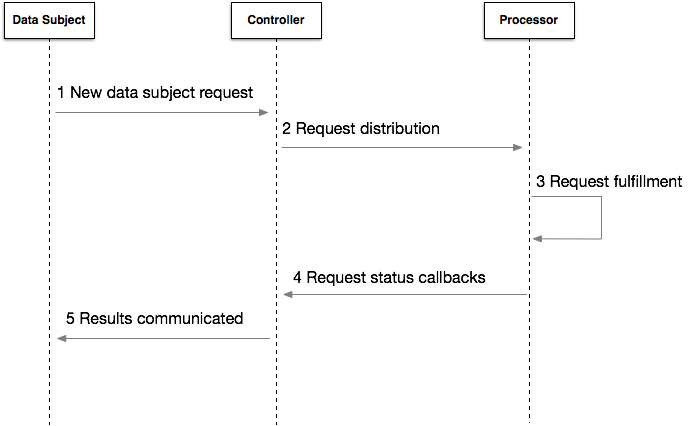 Data Subject
Controller
Processor
1 New data subject request
2 Request distribution
3 Request fulfillment
4 Request status callbacks
5 Results communicated